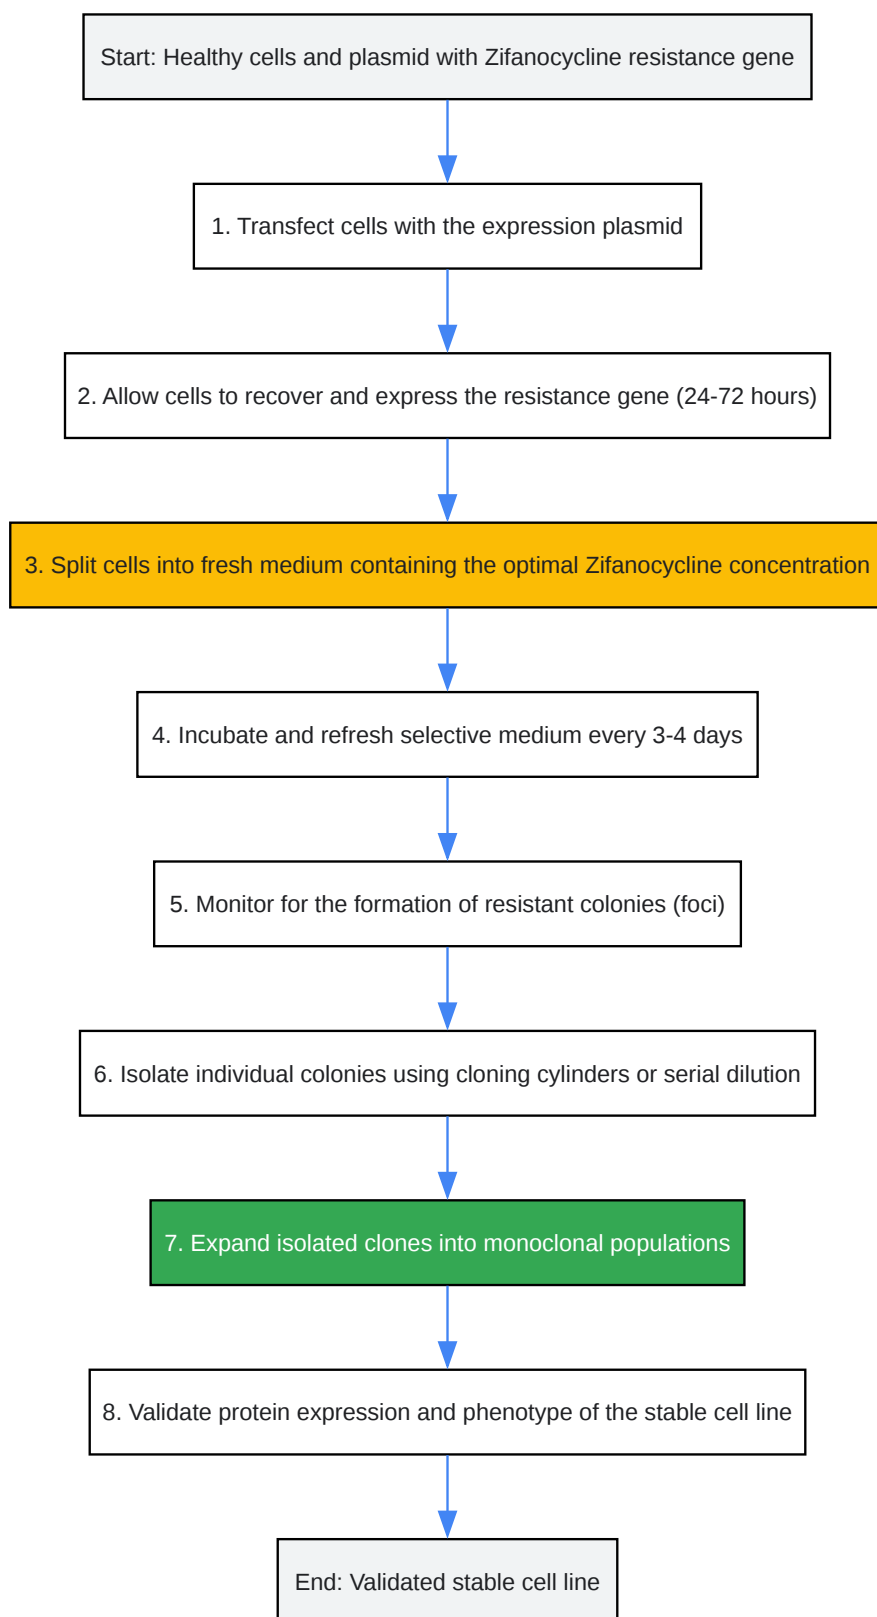 Start: Healthy cells and plasmid with Zifanocycline resistance gene
1. Transfect cells with the expression plasmid
2. Allow cells to recover and express the resistance gene (24-72 hours)
3. Split cells into fresh medium containing the optimal Zifanocycline concentration
4. Incubate and refresh selective medium every 3-4 days
5. Monitor for the formation of resistant colonies (foci)
6. Isolate individual colonies using cloning cylinders or serial dilution
7. Expand isolated clones into monoclonal populations
8. Validate protein expression and phenotype of the stable cell line
End: Validated stable cell line